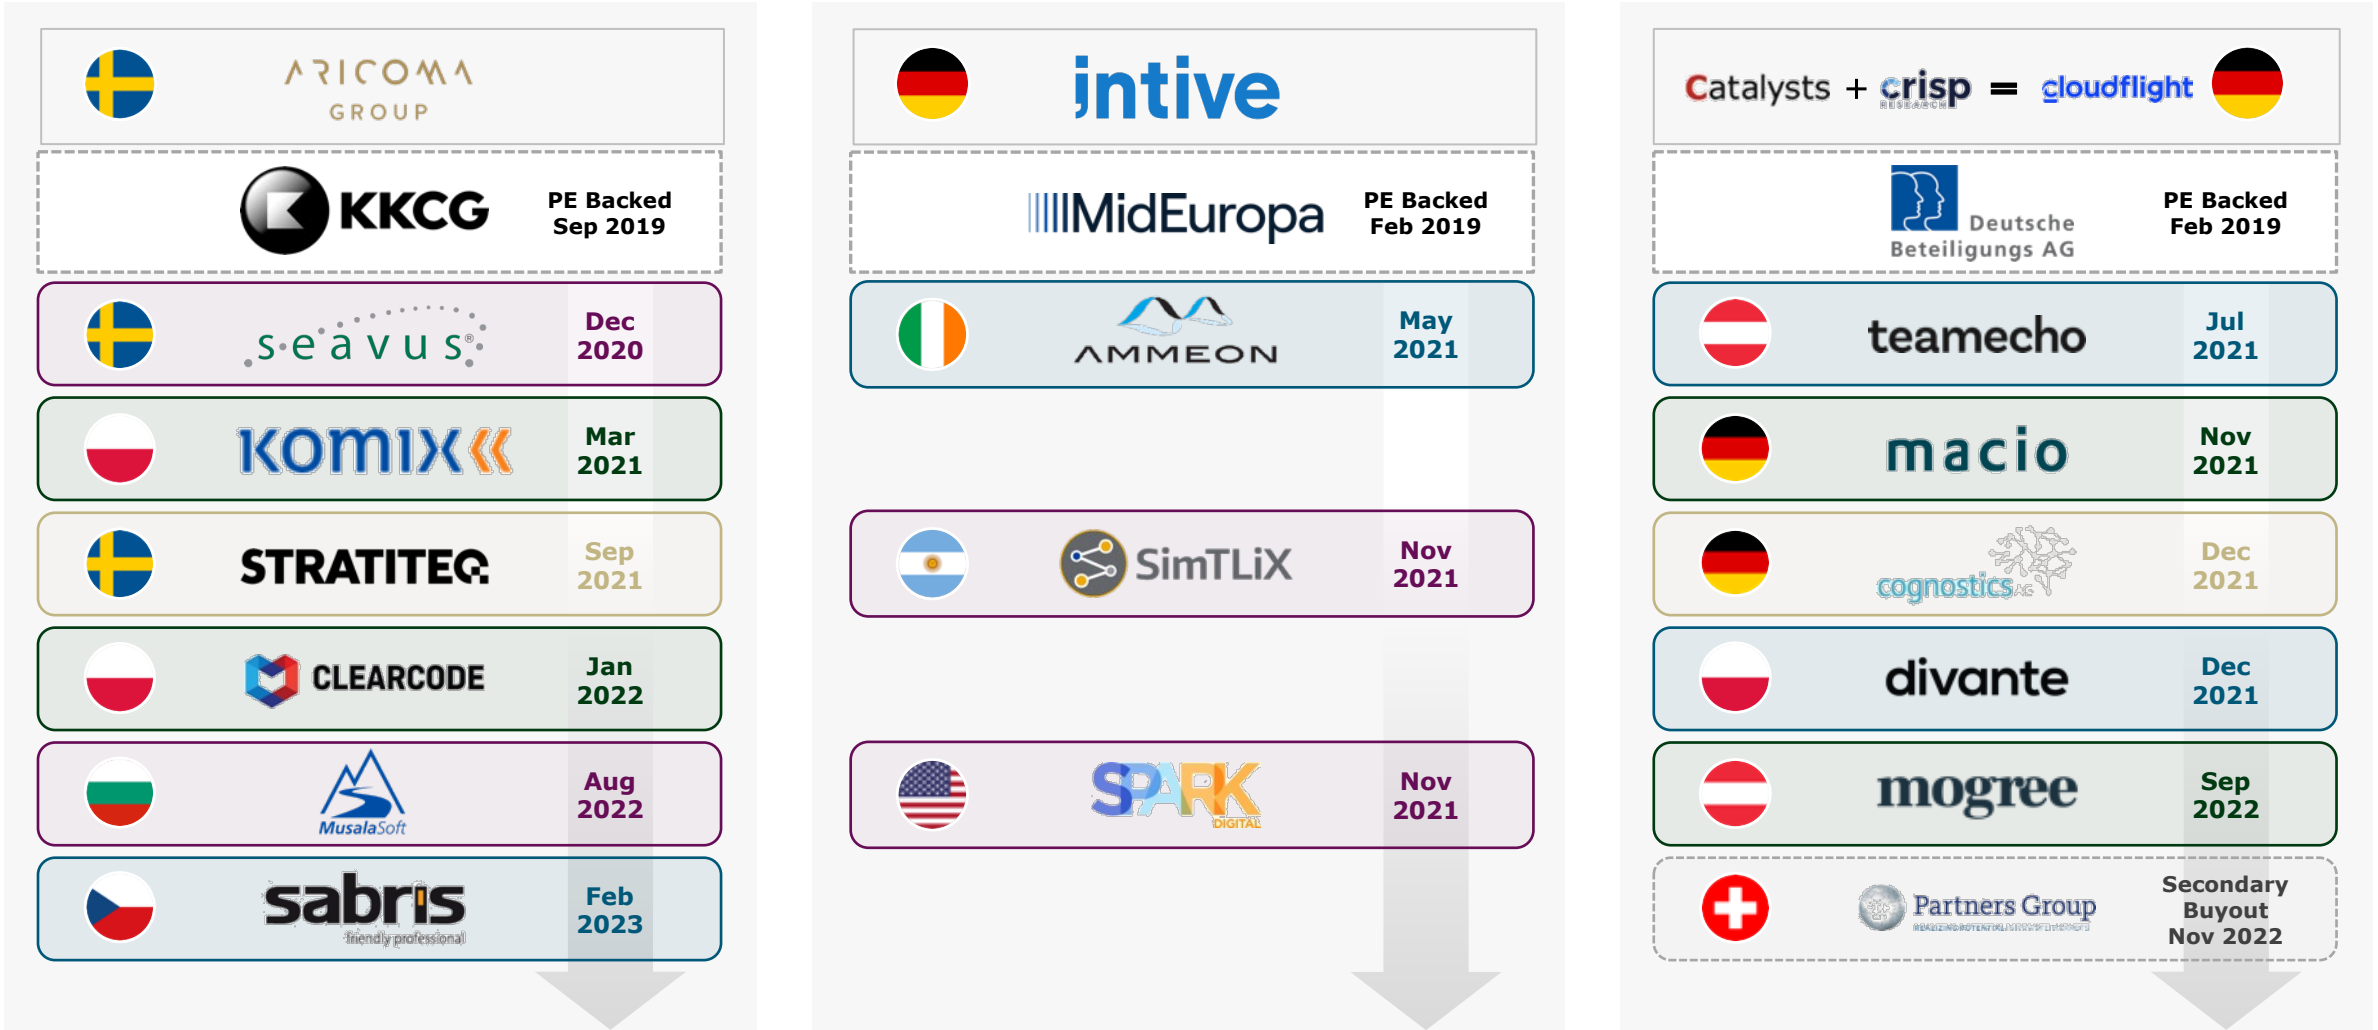 ARICOMA
GROUP
KKCG
PE Backed
Sep 2019
seavus®
Dec
2020
KOMIX
Mar
2021
STRATITEQ
Sep
2021
CLEARCODE
Jan
2022
MusalaSoft
Aug
2022
sabris
friendly professional
Feb
2023
intive
MidEuropa
PE Backed
Feb 2019
AMMEON
May
2021
SimTLiX
Nov
2021
SPARK
DIGITAL
Nov
2021
Catalysts + crisp = cloudflight
RESEARCH
Deutsche
Beteiligungs AG
PE Backed
Feb 2019
teamecho
Jul
2021
macio
Nov
2021
cognostics AG
Dec
2021
divante
Dec
2021
mogree
Sep
2022
Partners Group
Secondary
Buyout
Nov 2022